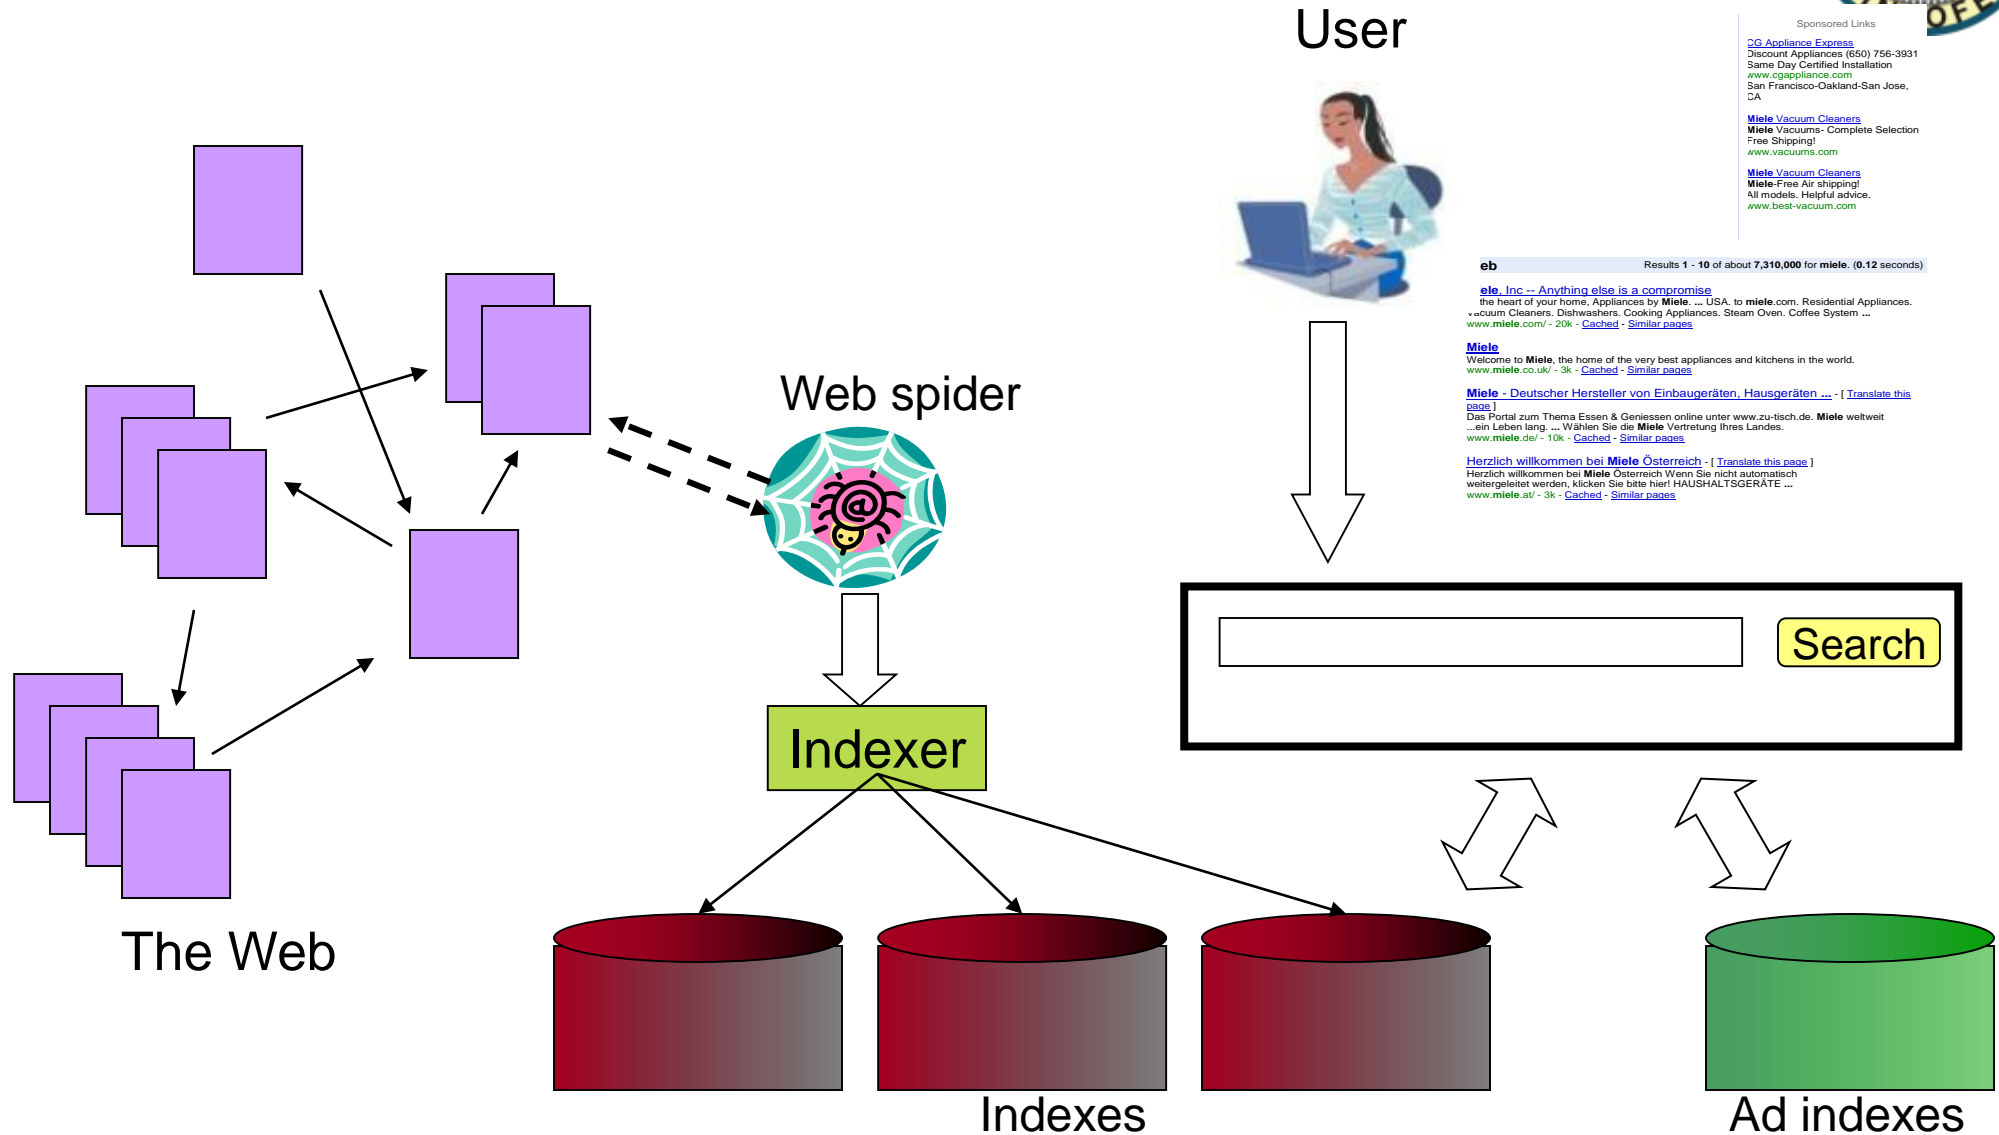 User
OFE
Sponsored Links
CG Appliance Express
Discount Appliances (650) 756-3931
Same Day Certified Installation
www.cgappliance.com
San Francisco-Oakland-San Jose,
CA
Miele Vacuum Cleaners
Miele Vacuums- Complete Selection
Free Shipping!
www.vacuums.com
Miele Vacuum Cleaners
Miele-Free Air shipping!
All models. Helpful advice.
www.best-vacuum.com
eb Results 1 - 10 of about 7,310,000 for miele. (0.12 seconds)
ele, Inc -- Anything else is a compromise
the heart of your home, Appliances by Miele. ... USA. to miele.com. Residential Appliances.
Vacuum Cleaners. Dishwashers. Cooking Appliances. Steam Oven. Coffee System ...
www.miele.com/ - 20k - Cached - Similar pages
Miele
Welcome to Miele, the home of the very best appliances and kitchens in the world.
www.miele.co.uk/ - 3k - Cached - Similar pages
Miele - Deutscher Hersteller von Einbaugeräten, Hausgeräten ... - [ Translate this
page ]
Das Portal zum Thema Essen & Geniessen online unter www.zu-tisch.de. Miele weltweit
...ein Leben lang. ... Wählen Sie die Miele Vertretung Ihres Landes.
www.miele.de/ - 10k - Cached - Similar pages
Herzlich willkommen bei Miele Österreich - [ Translate this page ]
Herzlich willkommen bei Miele Österreich Wenn Sie nicht automatisch
weitergeleitet werden, klicken Sie bitte hier! HAUSHALTSGERÄTE ...
www.miele.at/ - 3k - Cached - Similar pages
Web spider
@
Search
Indexer
The Web
Indexes
Ad indexes